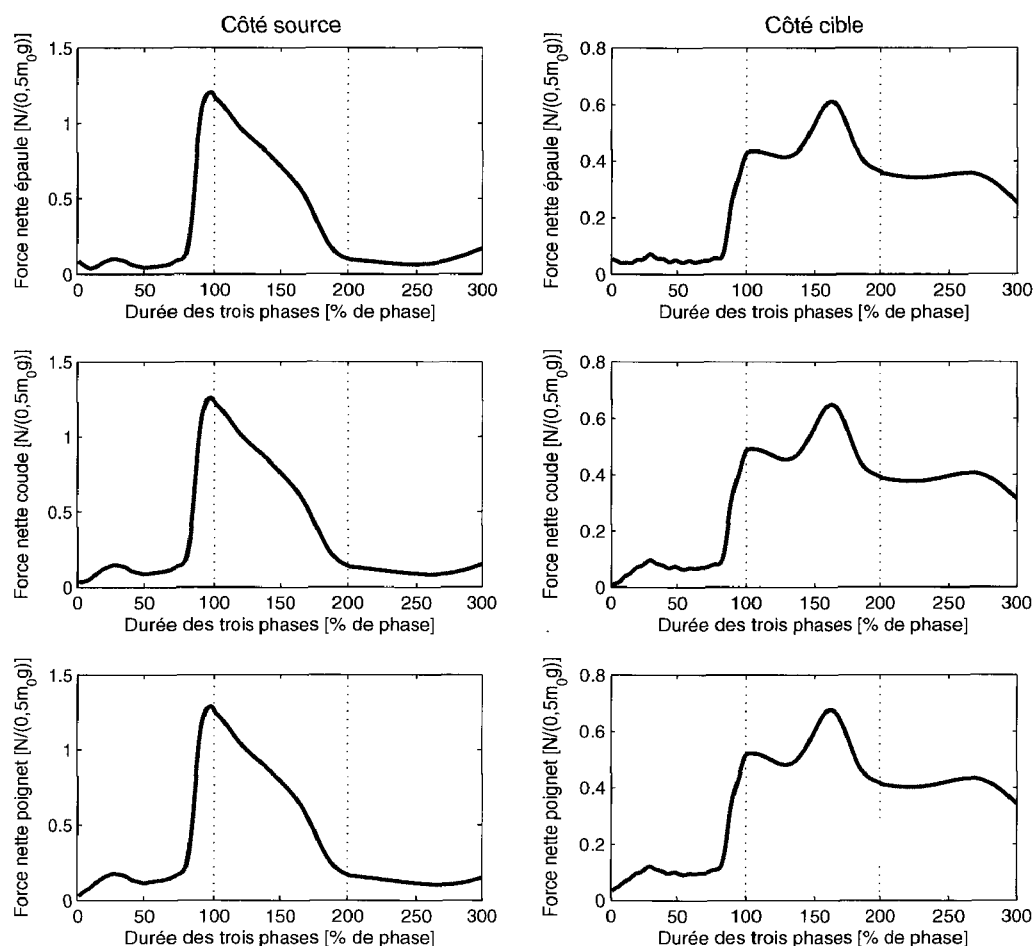 Côté source
Force nette épaule [N/(0,5m0g)]
1.5
1
0.5
0
0 50 100 150 200 250 300
Durée des trois phases [% de phase]
Côté cible
Force nette épaule [N/(0,5m0g)]
0.8
0.6
0.4
0.2
0
0 50 100 150 200 250 300
Durée des trois phases [% de phase]
Force nette coude [N/(0,5m0g)]
1.5
1
0.5
0
0 50 100 150 200 250 300
Durée des trois phases [% de phase]
Force nette coude [N/(0,5m0g)]
0.8
0.6
0.4
0.2
0
0 50 100 150 200 250 300
Durée des trois phases [% de phase]
Force nette poignet [N/(0,5m0g)]
1.5
1
0.5
0
0 50 100 150 200 250 300
Durée des trois phases [% de phase]
Force nette poignet [N/(0,5m0g)]
0.8
0.6
0.4
0.2
0
0 50 100 150 200 250 300
Durée des trois phases [% de phase]